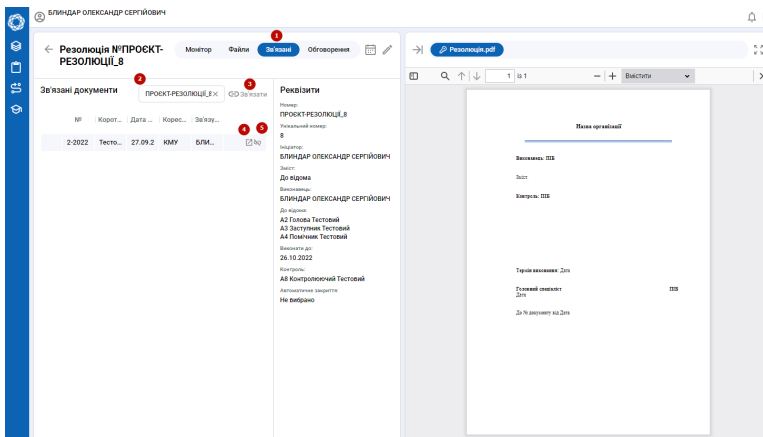 БЛИНДАР ОЛЕКСАНДР СЕРГІЙОВИЧ
1
Резолюція №ПРОЄКТ-
РЕЗОЛЮЦІЇ_8
Монітор Файли Зв'язані Обговорення
Резолюція.pdf
1 із 1
Вмістити
2
3
Зв'язані документи
ПРОЄКТ-РЕЗОЛЮЦІЇ_8
Зв'язати
№ Корот... Дата ... Корес... Зв'язу...
4
5
2-2022 Тесто... 27.09.2 КМУ БЛИ...
Реквізити
Номер:
ПРОЄКТ-РЕЗОЛЮЦІЇ_8
Унікальний номер:
8
Ініціатор:
БЛИНДАР ОЛЕКСАНДР СЕРГІЙОВИЧ
Зміст:
До відома
Виконавець:
БЛИНДАР ОЛЕКСАНДР СЕРГІЙОВИЧ
До відома:
А2 Голова Тестовий
А3 Заступник Тестовий
А4 Помічник Тестовий
Виконати до:
26.10.2022
Контроль:
А8 Контролюючий Тестовий
Автоматичне закриття:
Не вибрано
Назва організації
Виконавець: ПІБ
Зміст
Контроль: ПІБ
Термін виконання: Дата
Головний спеціаліст ПІБ
Дата
До № документу від Дата